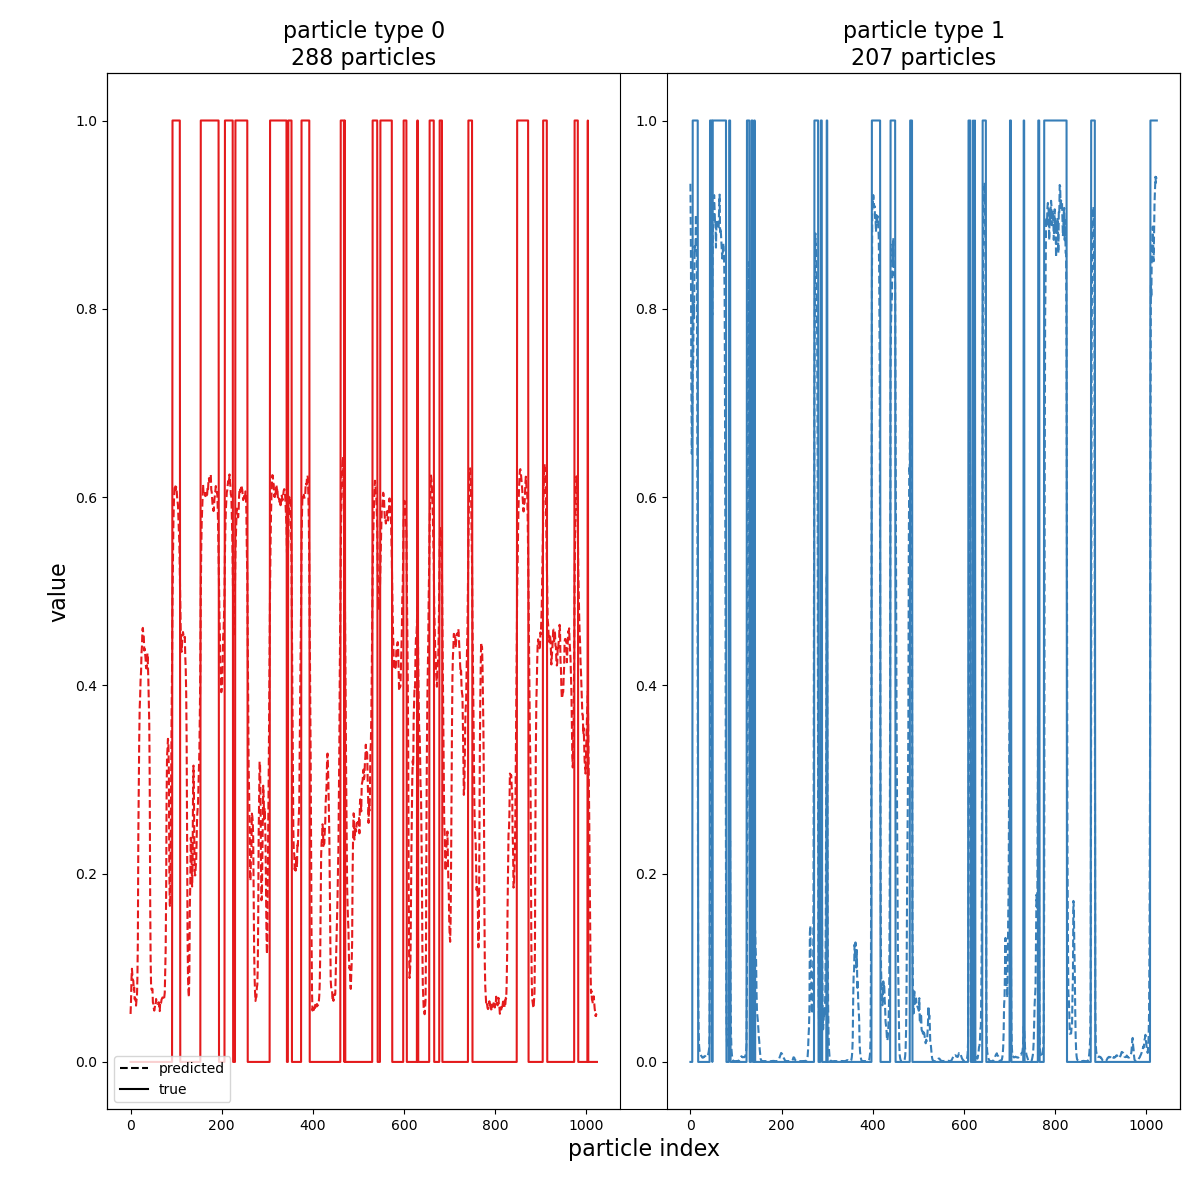 particle type 0
288 particles
particle type 1
207 particles
1.0
0.8
0.6
0.4
0.2
0.0
value
1.0
0.8
0.6
0.4
0.2
0.0
predicted
true
0 200 400 600 800 1000
0 200 400 600 800 1000
particle index